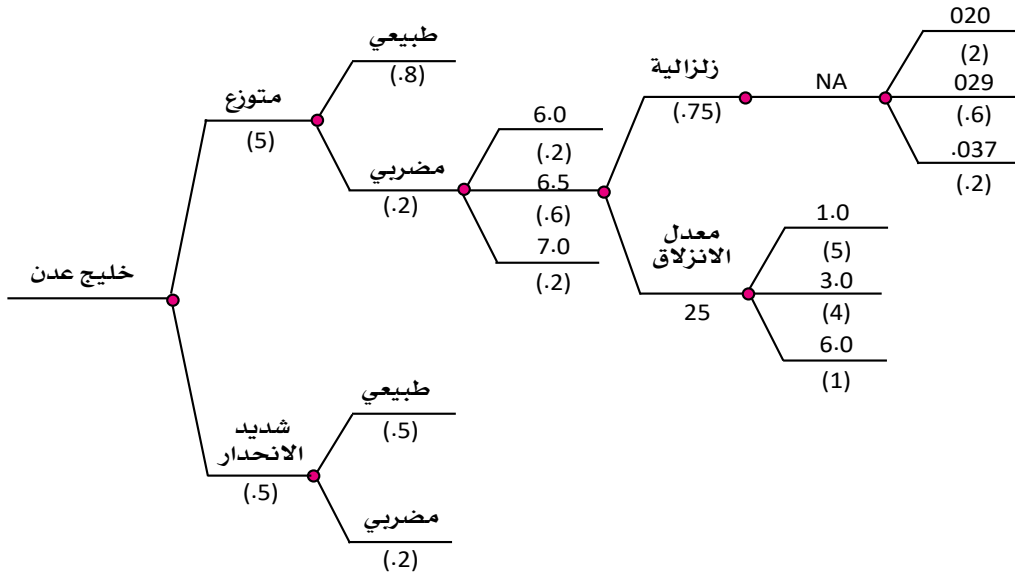 خليج عدن
متوزع
(5)
شديد
الانحدار
(.5)
طبيعي
(.8)
مضربي
(.2)
طبيعي
(.5)
مضربي
(.2)
6.0
(.2)
6.5
(.6)
7.0
(.2)
زلزالية
(.75)
معدل
الانزلاق
25
NA
020
(2)
029
(.6)
.037
(.2)
1.0
(5)
3.0
(4)
6.0
(1)